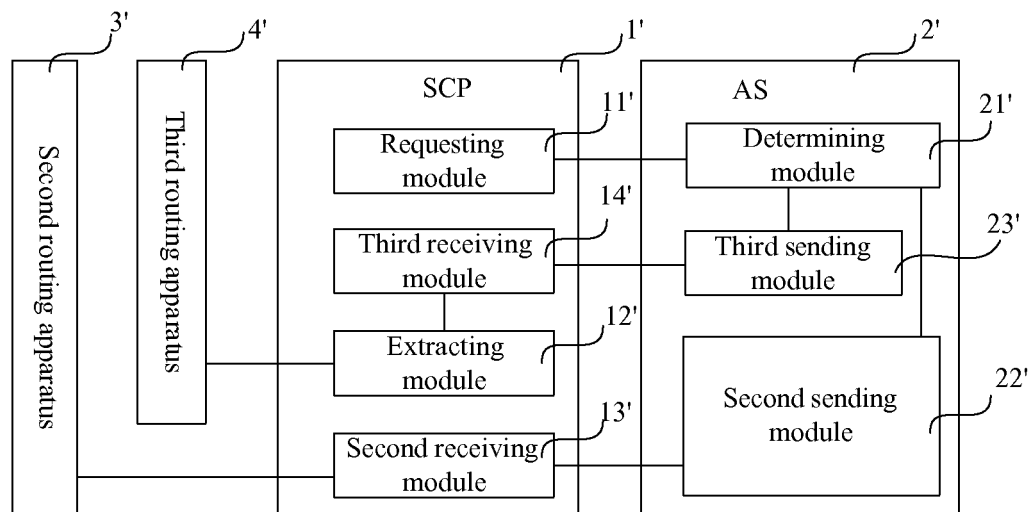 3'
4'
1'
2'
SCP
AS
11'
21'
Requesting
module
Determining
module
14'
Third receiving
module
Third sending
module
23'
12'
Extracting
module
Second sending
module
22'
13'
Second receiving
module
Second routing apparatus
Third routing apparatus